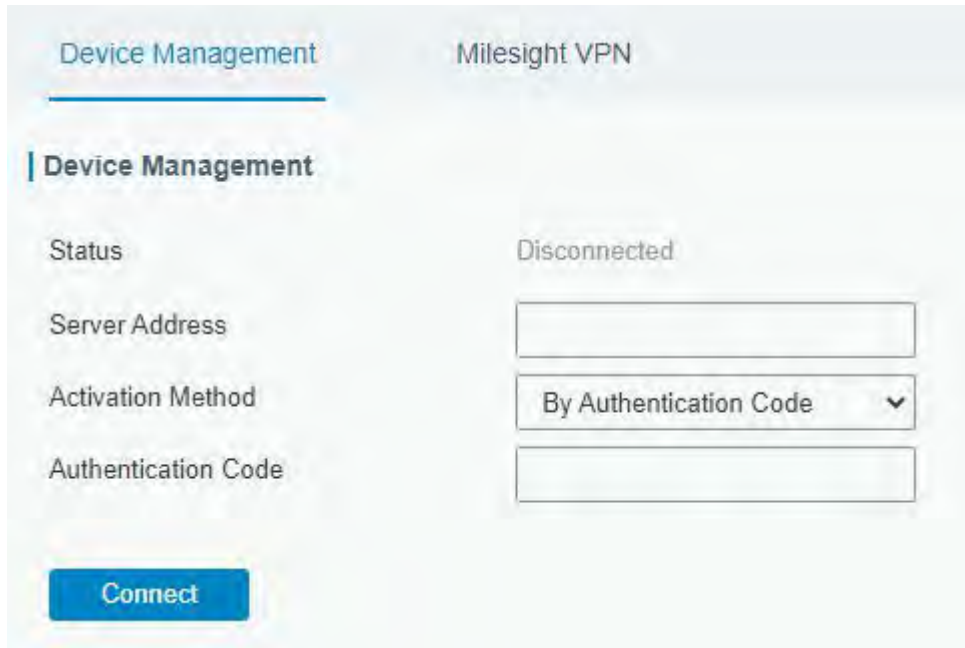 Device Management Milesight VPN
Device Management
Status Disconnected
Server Address
Activation Method By Authentication Code
Authentication Code
Connect